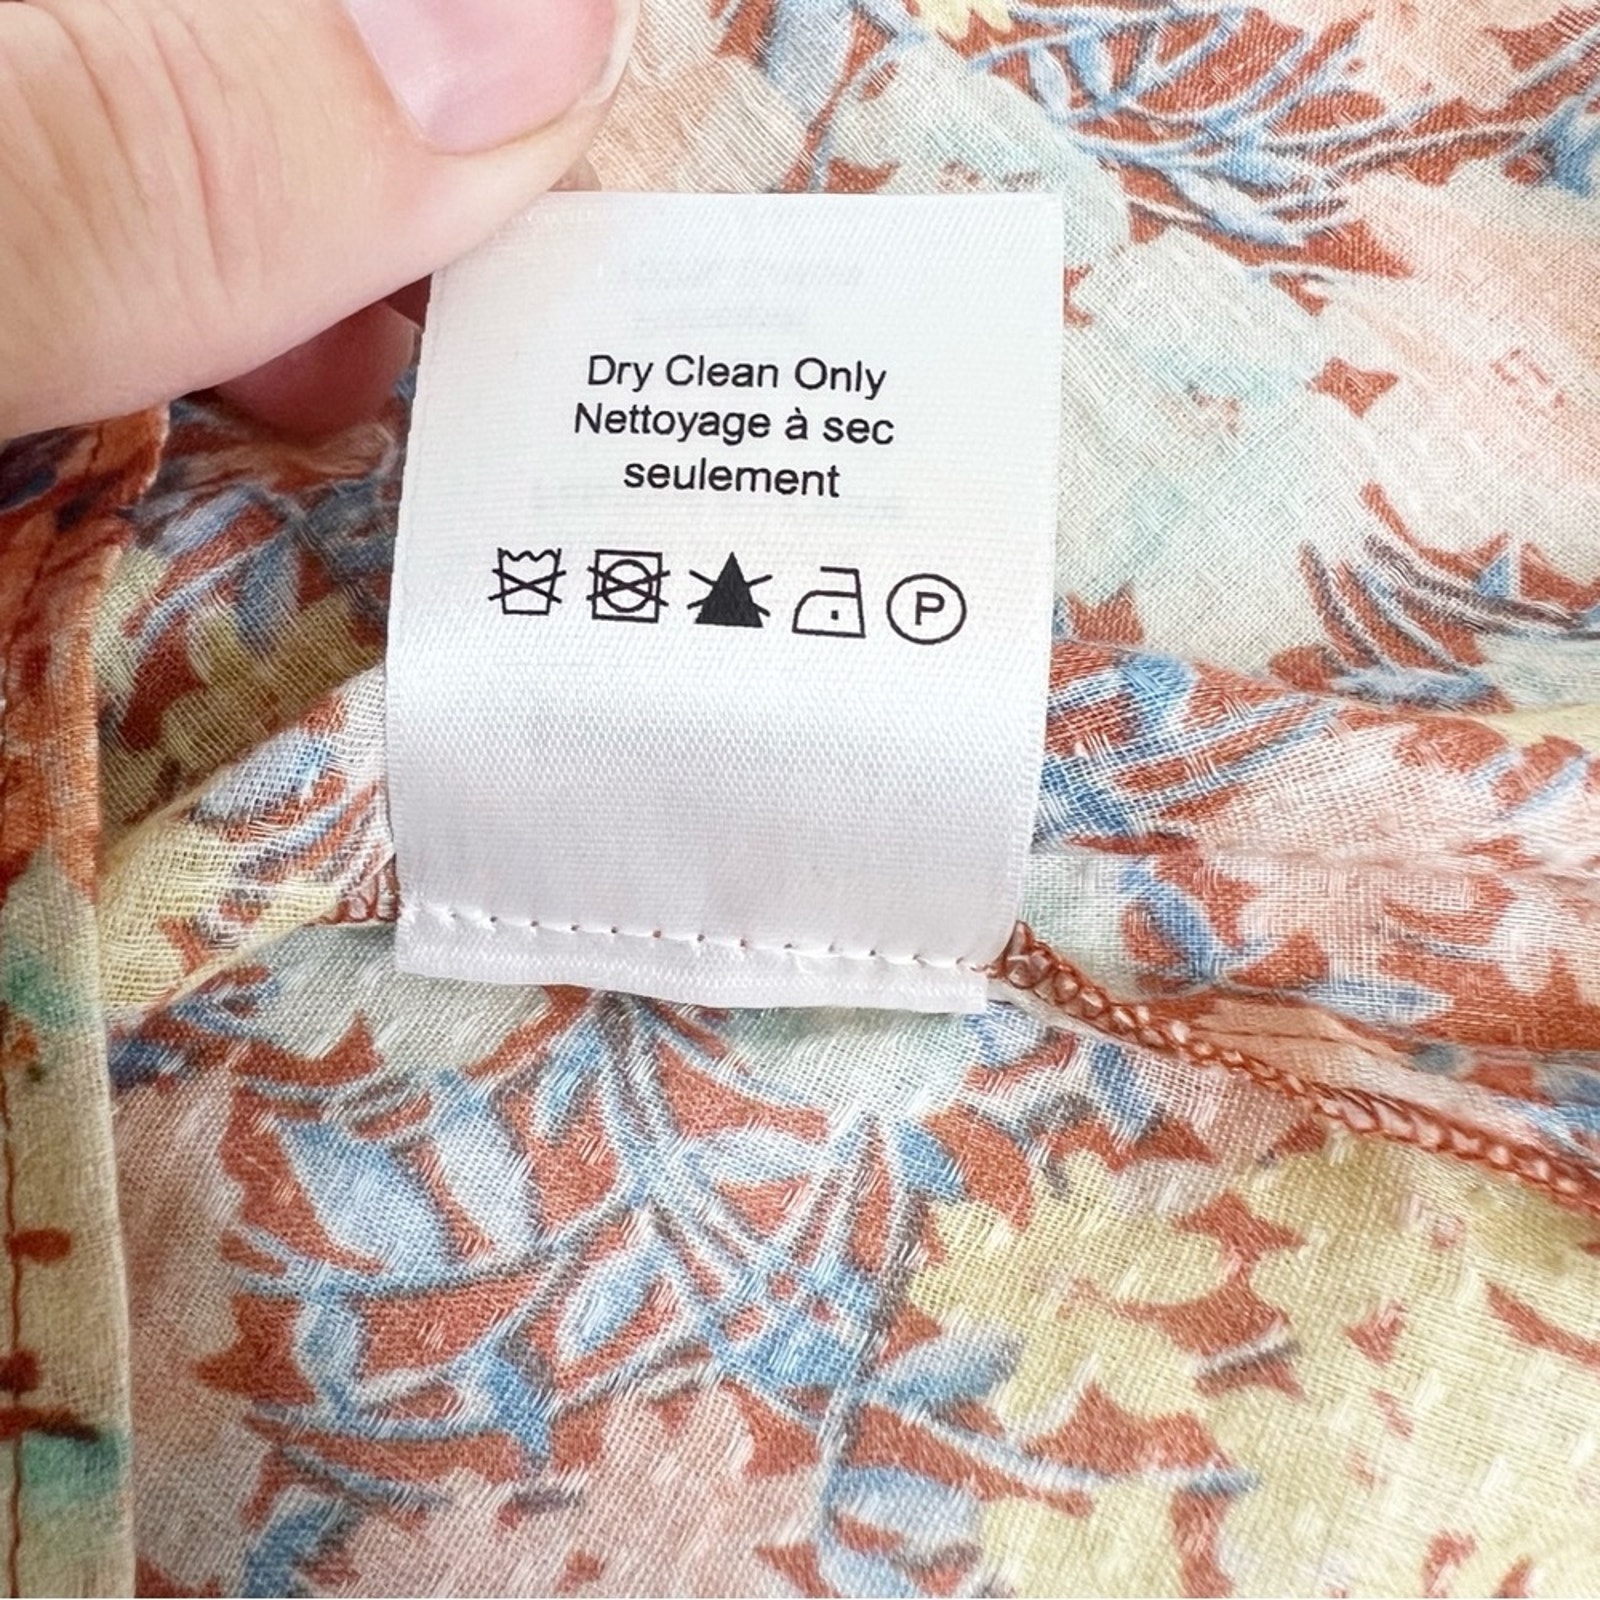 Dry Clean Only
Nettoyage à sec
seulement
P